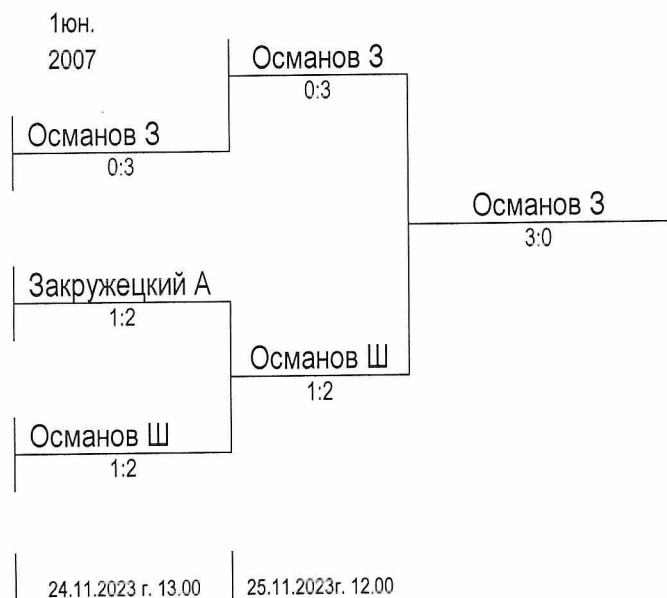 1юн.
2007
Османов З
0:3
Османов З
0:3
Османов З
3:0
Закружецкий А
1:2
Османов Ш
1:2
Османов Ш
1:2
24.11.2023 г. 13.00
25.11.2023г. 12.00